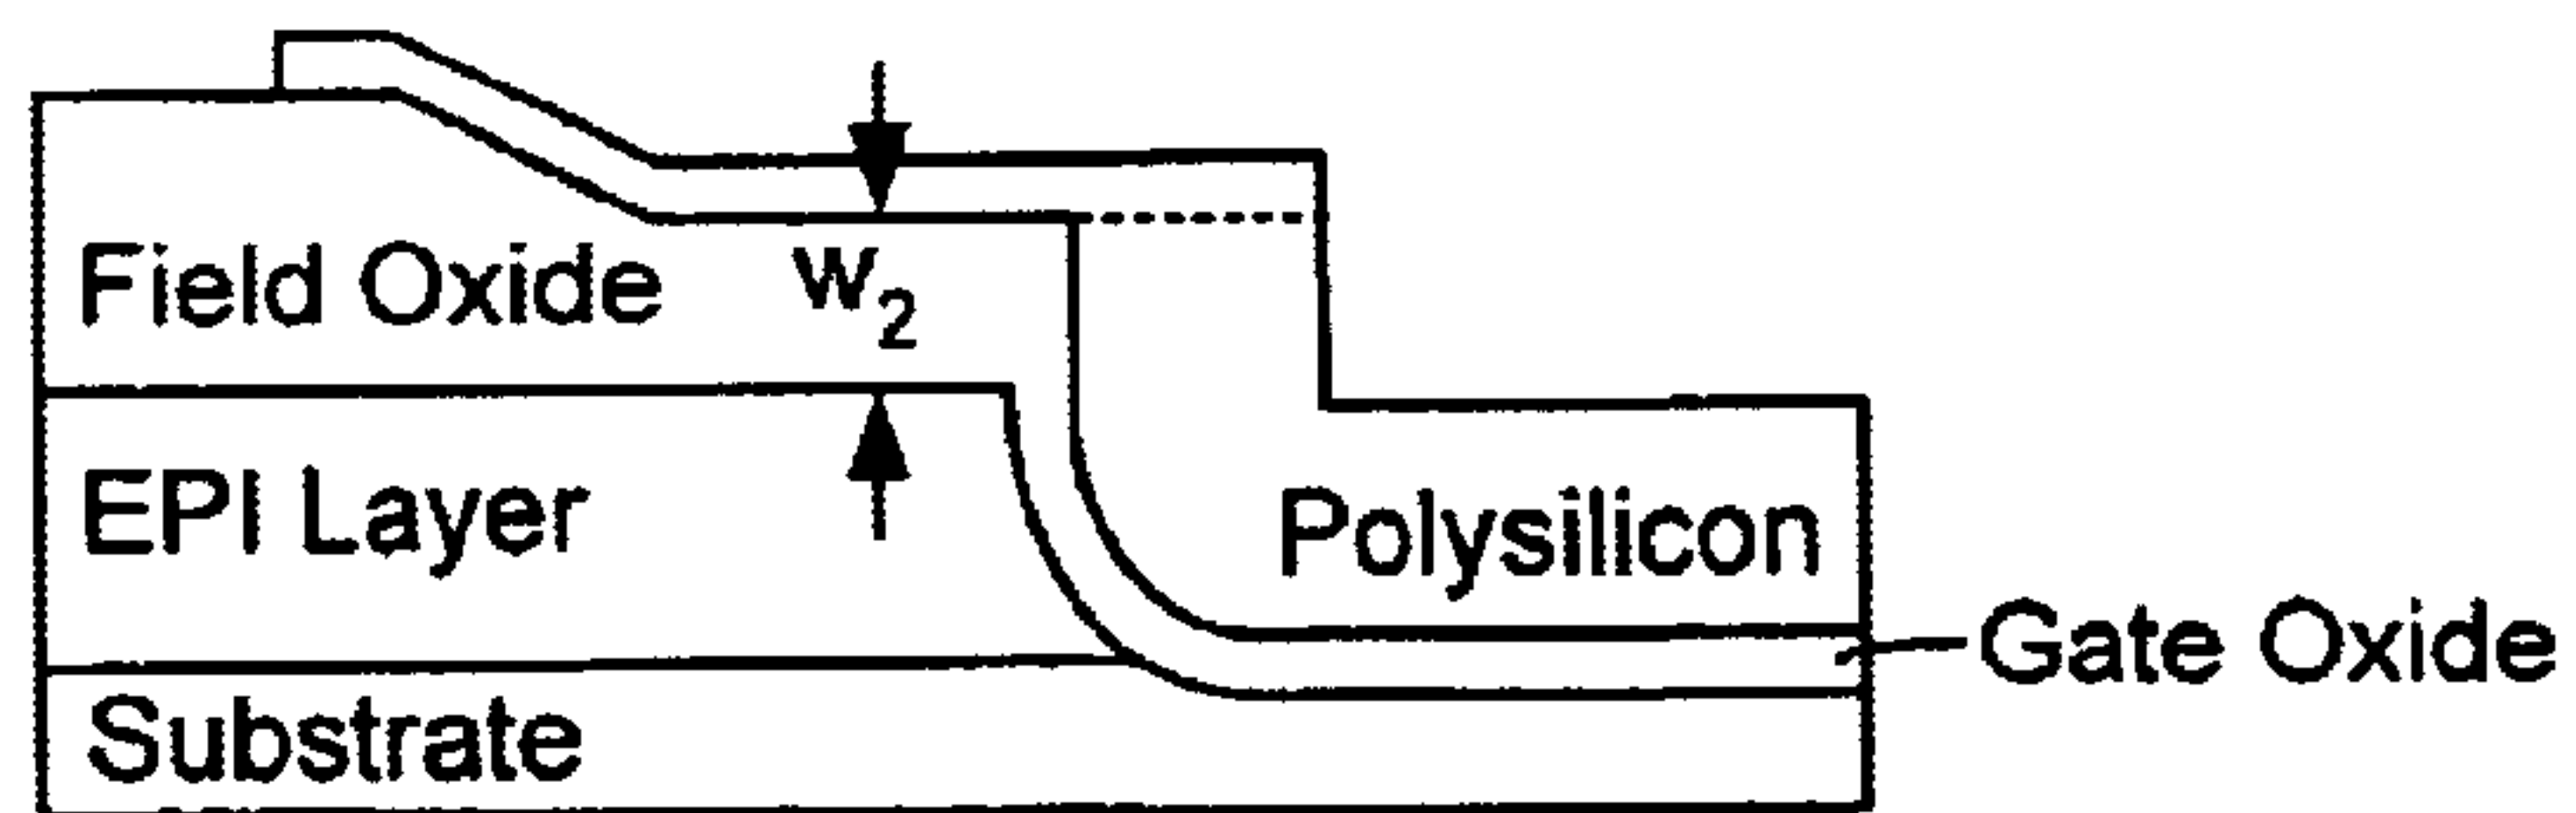 Field Oxide
w2
EPI Layer
Polysilicon
Gate Oxide
Substrate